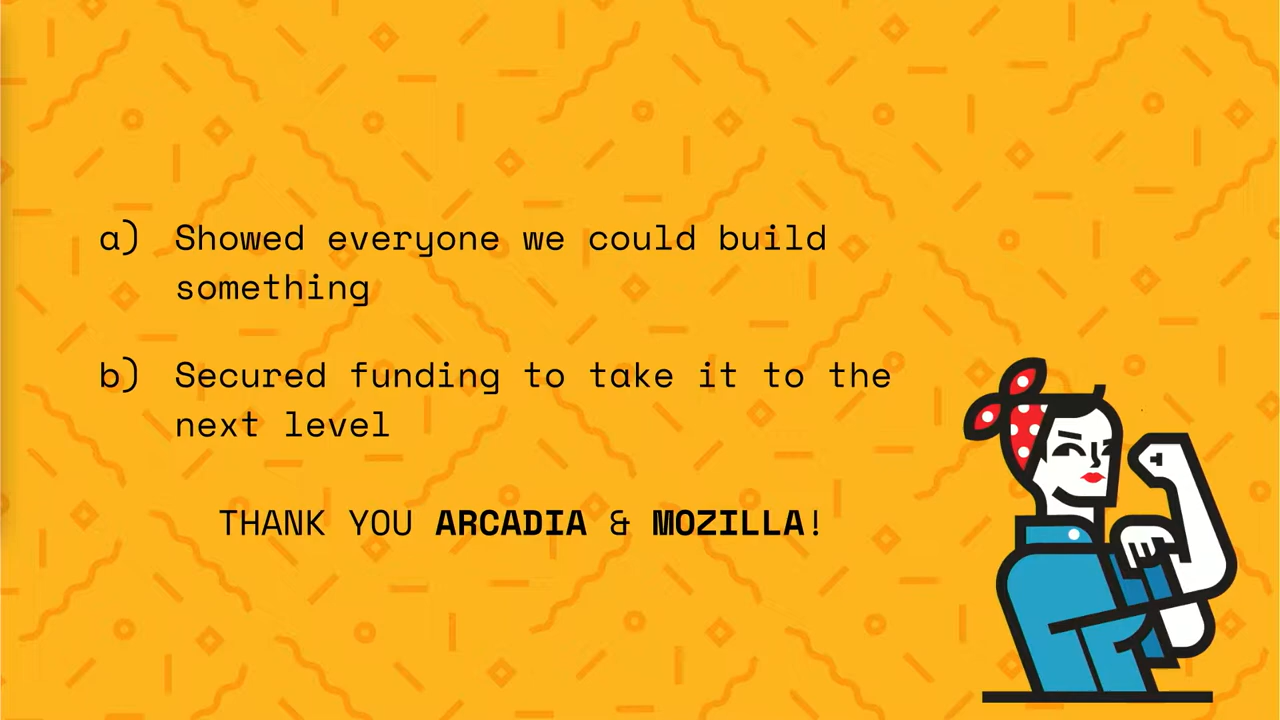 a) Showed everyone we could build
something
b) Secured funding to take it to the
next level
THANK YOU ARCADIA & MOZILLA!